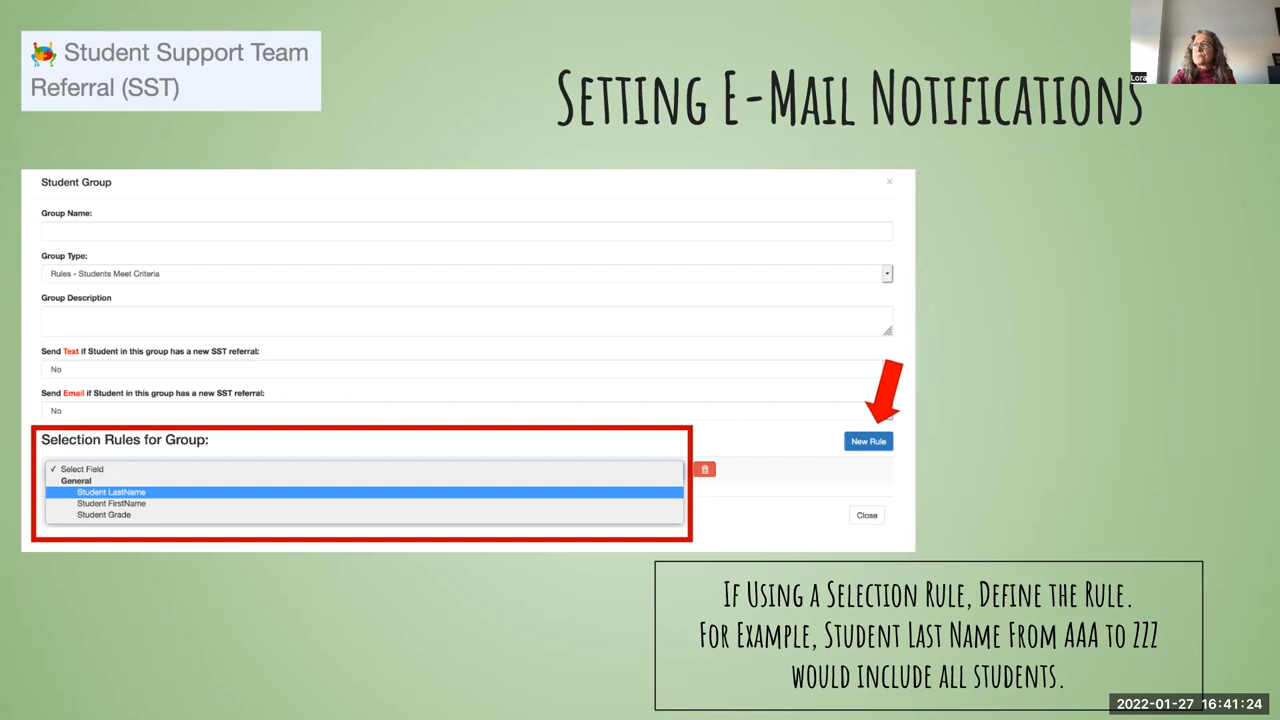 Student Support Team
Referral (SST)
Setting E-Mail Notifications
Lora
Student Group
×
Group Name:
Group Type:
Rules - Students Meet Criteria
Group Description
Send Text if Student in this group has a new SST referral:
No
Send Email if Student in this group has a new SST referral:
No
Selection Rules for Group:
New Rule
✓ Select Field
General
Student LastName
Student FirstName
Student Grade
Close
If Using a Selection Rule, Define the Rule.
For Example, Student Last Name From AAA to ZZZ
would include all students.
2022-01-27 16:41:24